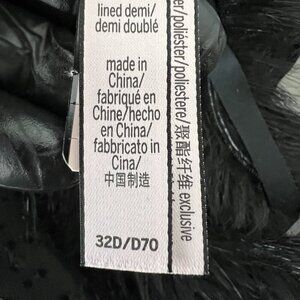 lined demi/
demi doublé
made in
China/
fabriqué en
Chine/hecho
en China/
fabbricato in
Cina/
中国制造
32D/D70
er/poliéster/poliestere/聚酯纤维 exclusive